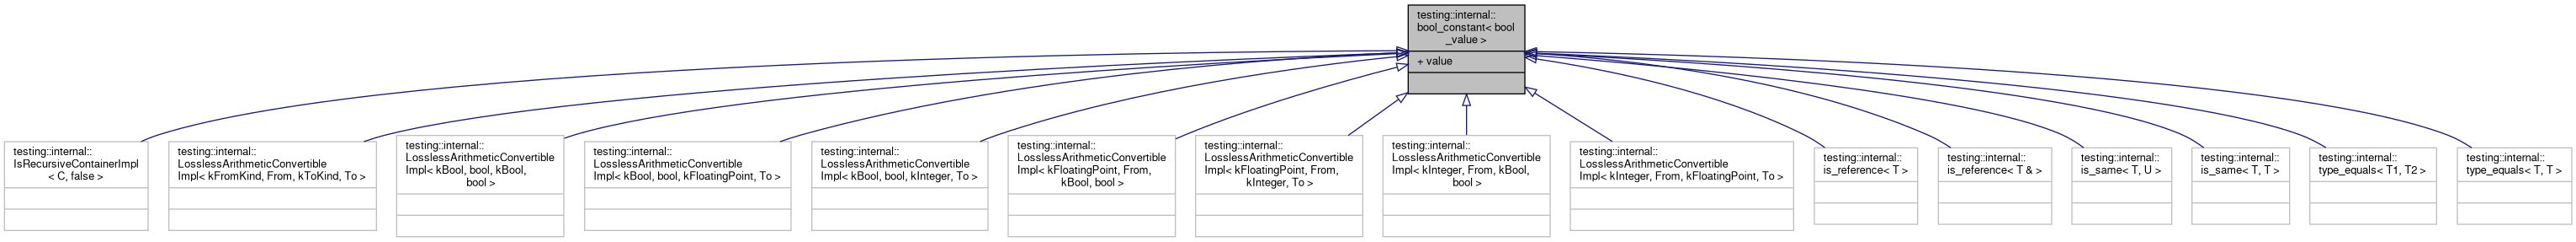 testing::internal::
bool_constant< bool
_value >
+ value
testing::internal::
IsRecursiveContainerImpl
< C, false >
testing::internal::
LosslessArithmeticConvertible
Impl< kFromKind, From, kToKind, To >
testing::internal::
LosslessArithmeticConvertible
Impl< kBool, bool, kBool,
bool >
testing::internal::
LosslessArithmeticConvertible
Impl< kBool, bool, kFloatingPoint, To >
testing::internal::
LosslessArithmeticConvertible
Impl< kBool, bool, kInteger, To >
testing::internal::
LosslessArithmeticConvertible
Impl< kFloatingPoint, From,
kBool, bool >
testing::internal::
LosslessArithmeticConvertible
Impl< kFloatingPoint, From,
kInteger, To >
testing::internal::
LosslessArithmeticConvertible
Impl< kInteger, From, kBool,
bool >
testing::internal::
LosslessArithmeticConvertible
Impl< kInteger, From, kFloatingPoint, To >
testing::internal::
is_reference< T >
testing::internal::
is_reference< T & >
testing::internal::
is_same< T, U >
testing::internal::
is_same< T, T >
testing::internal::
type_equals< T1, T2 >
testing::internal::
type_equals< T, T >